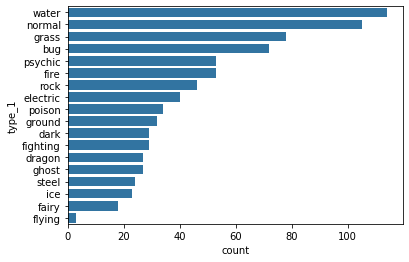 water
normal
grass
bug
psychic
fire
rock
electric
poison
ground
dark
fighting
dragon
ghost
steel
ice
fairy
flying
type_1
0 20 40 60 80 100
count